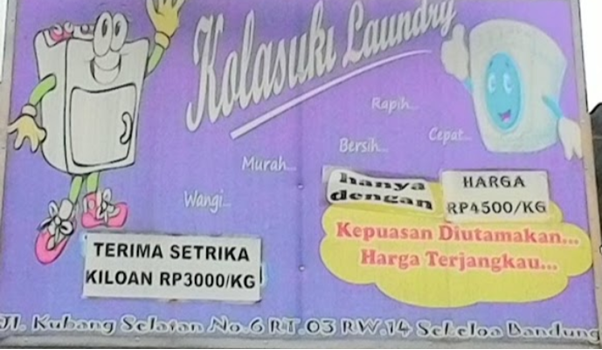 Kolasuki Laundry
Rapih...
Cepat...
Bersih...
Murah...
Wangi...
hanya
dengan
HARGA
RP4500/KG
Kepuasan Diutamakan...
Harga Terjangkau...
TERIMA SETRIKA
KILOAN RP3000/KG
Jl. Kubang Selatan No.6 RT.03 RW.14 Sekeloa Bandung